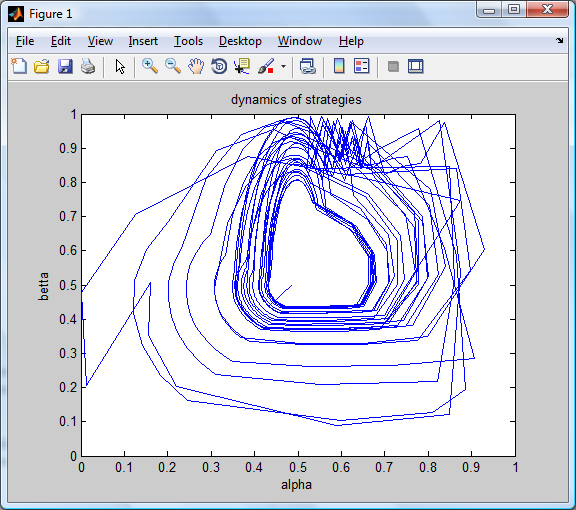 Figure 1
File Edit View Insert Tools Desktop Window Help
dynamics of strategies
1
0.9
0.8
0.7
0.6
0.5
0.4
0.3
0.2
0.1
0
betta
0 0.1 0.2 0.3 0.4 0.5 0.6 0.7 0.8 0.9 1
alpha